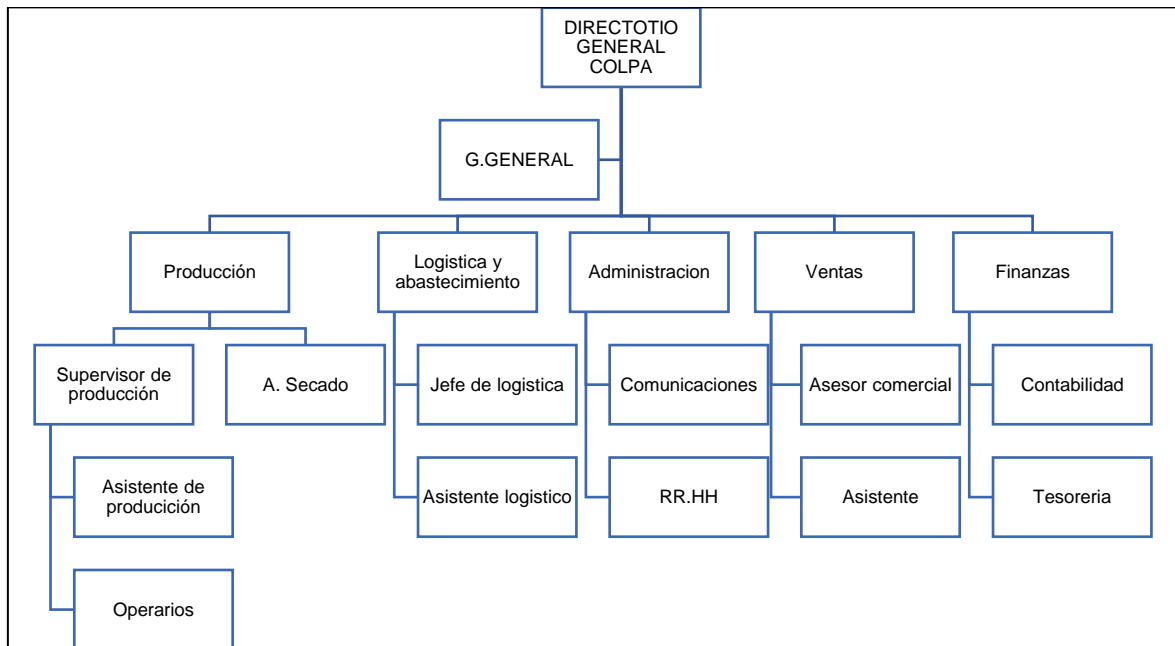 DIRECTOTIO
GENERAL
COLPA
G.GENERAL
Producción
Logistica y
abastecimiento
Administracion
Ventas
Finanzas
Supervisor de
producción
A. Secado
Jefe de logistica
Comunicaciones
Asesor comercial
Contabilidad
Asistente de
producición
Asistente logistico
RR.HH
Asistente
Tesoreria
Operarios